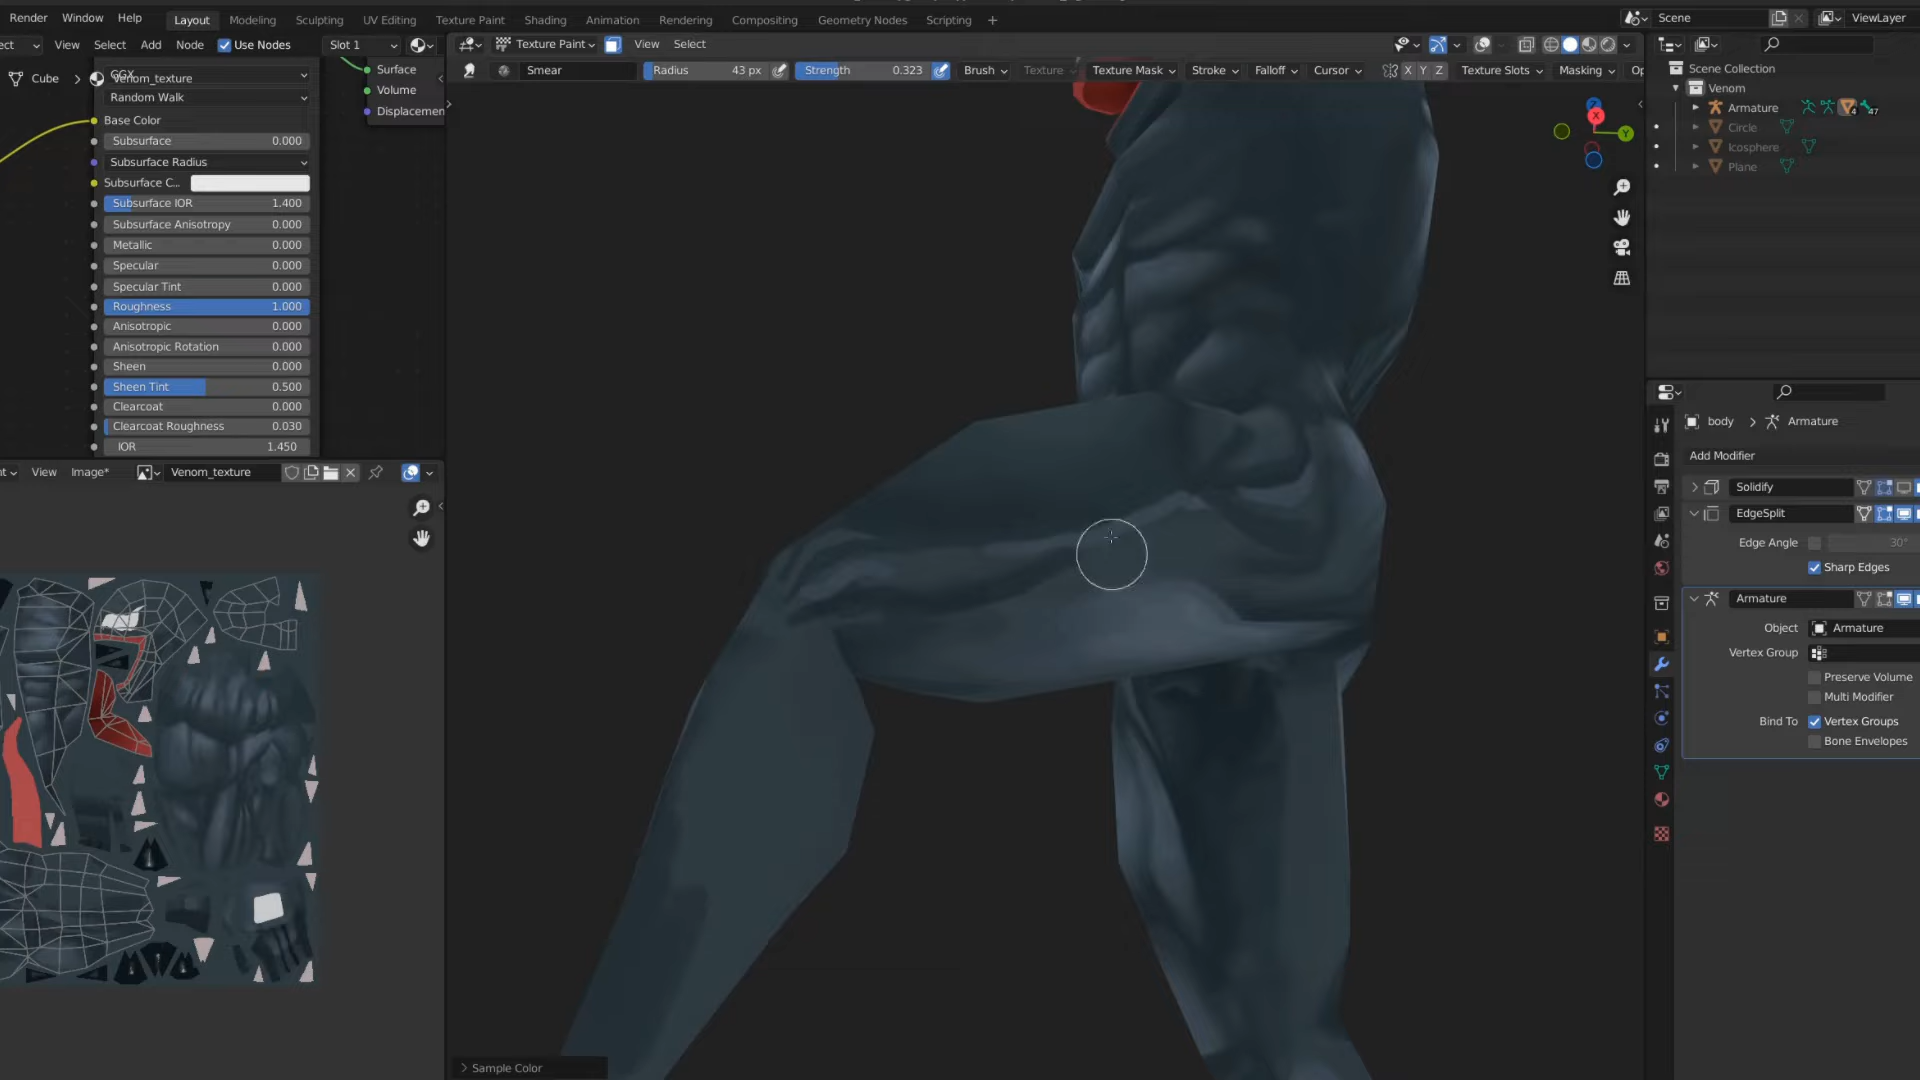 Render Window Help Layout Modeling Sculpting UV Editing Texture Paint Shading Animation Rendering Compositing Geometry Nodes Scripting + Scene ViewLayer
View Select Add Node Use Nodes Slot 1 Texture Paint View Select
Smear Radius 43 px Strength 0.323 Brush Texture Texture Mask Stroke Falloff Cursor X Y Z Texture Slots Masking
Cube > Venom_texture
GGX
Random Walk
Base Color
Subsurface 0.000
Subsurface Radius
Subsurface C...
Subsurface IOR 1.400
Subsurface Anisotropy 0.000
Metallic 0.000
Specular 0.000
Specular Tint 0.000
Roughness 1.000
Anisotropic 0.000
Anisotropic Rotation 0.000
Sheen 0.000
Sheen Tint 0.500
Clearcoat 0.000
Clearcoat Roughness 0.030
IOR 1.450
Surface
Volume
Displacemen
View Image* Venom_texture
Sample Color
X
Y
Scene Collection
Venom
Armature 4 47
Circle
Icosphere
Plane
body > Armature
Add Modifier
Solidify
EdgeSplit
Edge Angle 30°
Sharp Edges
Armature
Object Armature
Vertex Group
Preserve Volume
Multi Modifier
Bind To Vertex Groups
Bone Envelopes